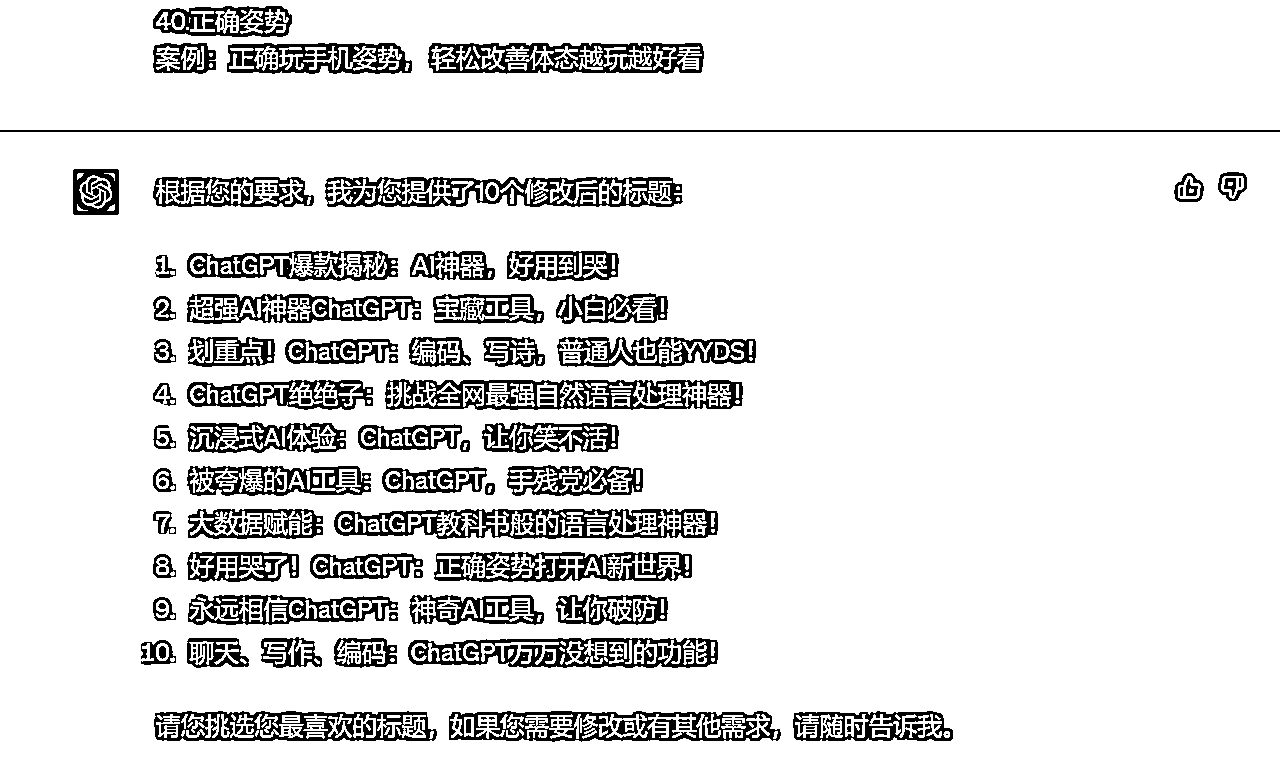 40.正确姿势
案例：正确玩手机姿势，轻松改善体态越玩越好看
根据您的要求，我为您提供了10个修改后的标题：
1. ChatGPT爆款揭秘：AI神器，好用到哭！
2. 超强AI神器ChatGPT：宝藏工具，小白必看！
3. 划重点！ChatGPT：编码、写诗，普通人也能YYDS！
4. ChatGPT绝绝子：挑战全网最强自然语言处理神器！
5. 沉浸式AI体验：ChatGPT，让你笑不活！
6. 被夸爆的AI工具：ChatGPT，手残党必备！
7. 大数据赋能：ChatGPT教科书般的语言处理神器！
8. 好用哭了！ChatGPT：正确姿势打开AI新世界！
9. 永远相信ChatGPT：神奇AI工具，让你破防！
10. 聊天、写作、编码：ChatGPT万万没想到的功能！
请您挑选您最喜欢的标题，如果您需要修改或有其他需求，请随时告诉我。